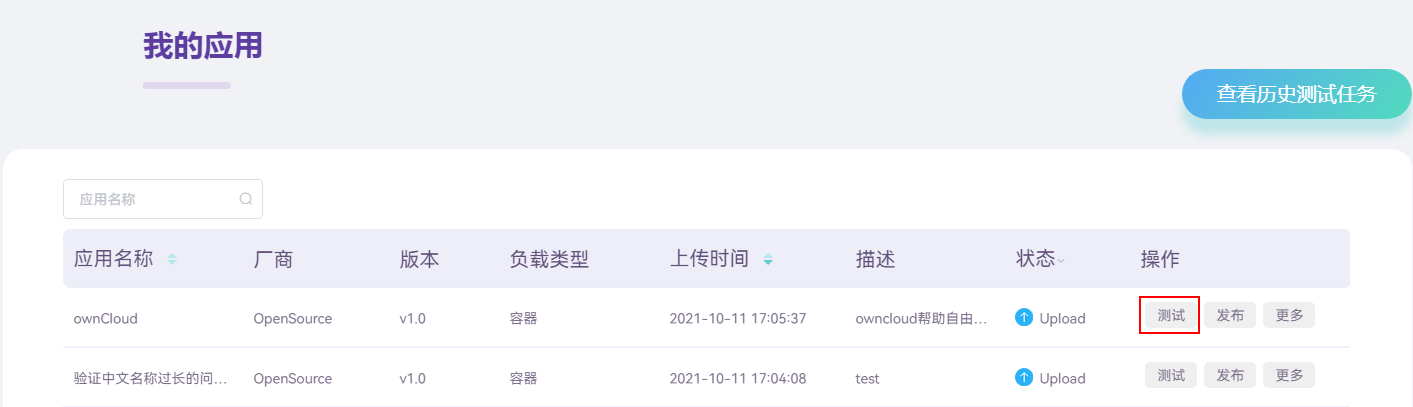 我的应用
查看历史测试任务
应用名称
应用名称 厂商 版本 负载类型 上传时间 描述 状态 操作
ownCloud OpenSource v1.0 容器 2021-10-11 17:05:37 owncloud帮助自由... Upload 测试 发布 更多
验证中文名称过长的问... OpenSource v1.0 容器 2021-10-11 17:04:08 test Upload 测试 发布 更多